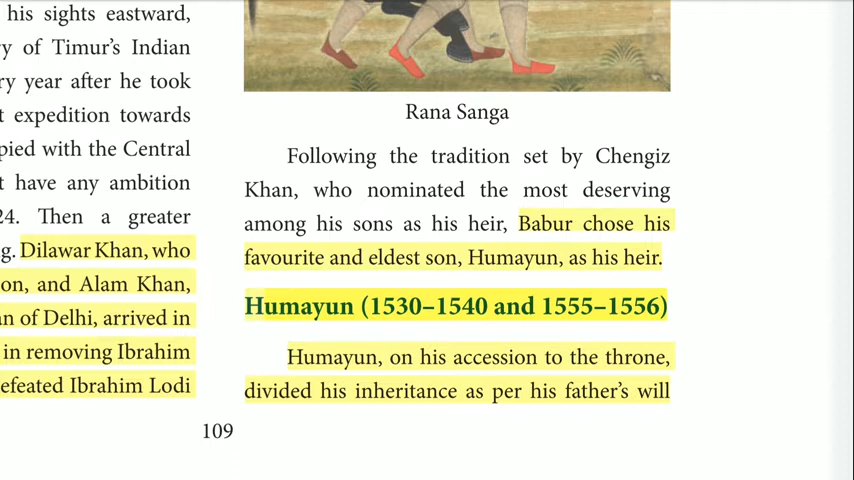 his sights eastward,
of Timur's Indian
year after he took
expedition towards
with the Central
have any ambition
Then a greater
Dilawar Khan, who
and Alam Khan,
of Delhi, arrived in
in removing Ibrahim
Ibrahim Lodi
Rana Sanga
Following the tradition set by Chengiz
Khan, who nominated the most deserving
among his sons as his heir, Babur chose his
favourite and eldest son, Humayun, as his heir.
Humayun (1530–1540 and 1555–1556)
Humayun, on his accession to the throne,
divided his inheritance as per his father's will
109